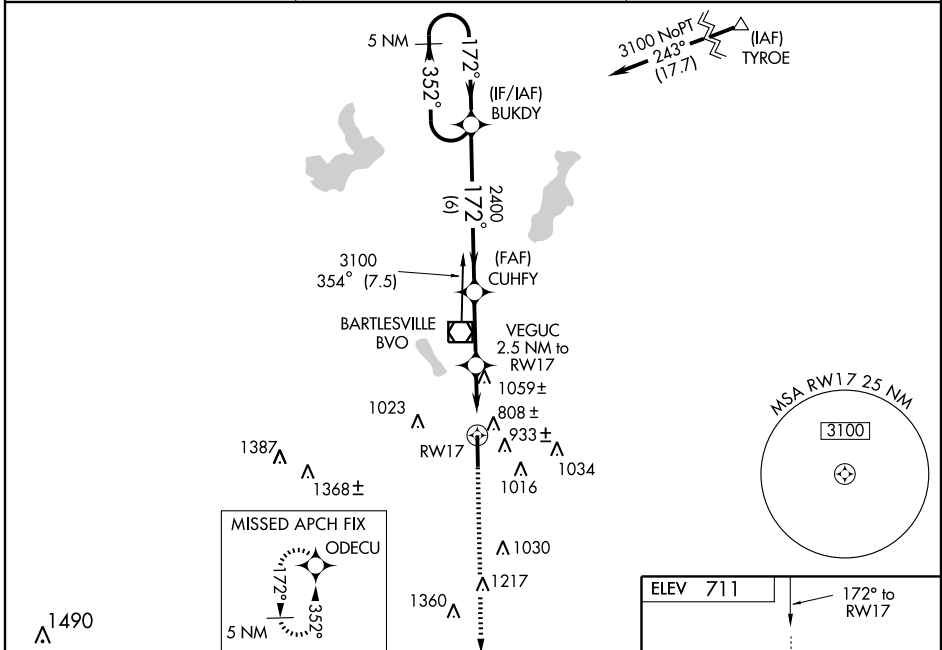 5 NM
172°
352°
(IF/IAF)
BUKDY
3100 NoPT
243°
(17.7)
(IAF)
TYROE
2400
172°
(6)
3100
354° (7.5)
(FAF)
CUHFY
BARTLESVILLE
BVO
VEGUC
2.5 NM to
RW17
1059±
1023
808 ±
933±
RW17
1034
1016
1387
1368±
MSA RW17 25 NM
3100
MISSED APCH FIX
ODECU
172°
352°
5 NM
1030
1217
1360
1490
ELEV 711
172° to
RW17